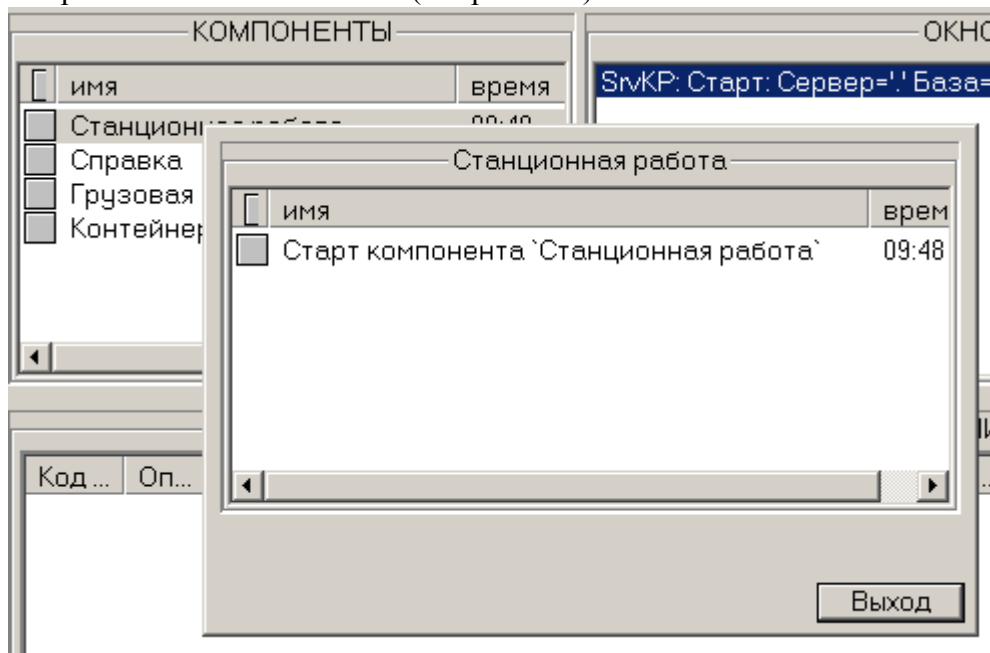 КОМПОНЕНТЫ
ОКНО
имя время
SrvKP: Старт: Сервер='.' База=
Справка
Грузовая
Контейнер
Станционная работа
имя врем
Старт компонента `Станционная работа` 09:48
Код ... Оп...
Выход